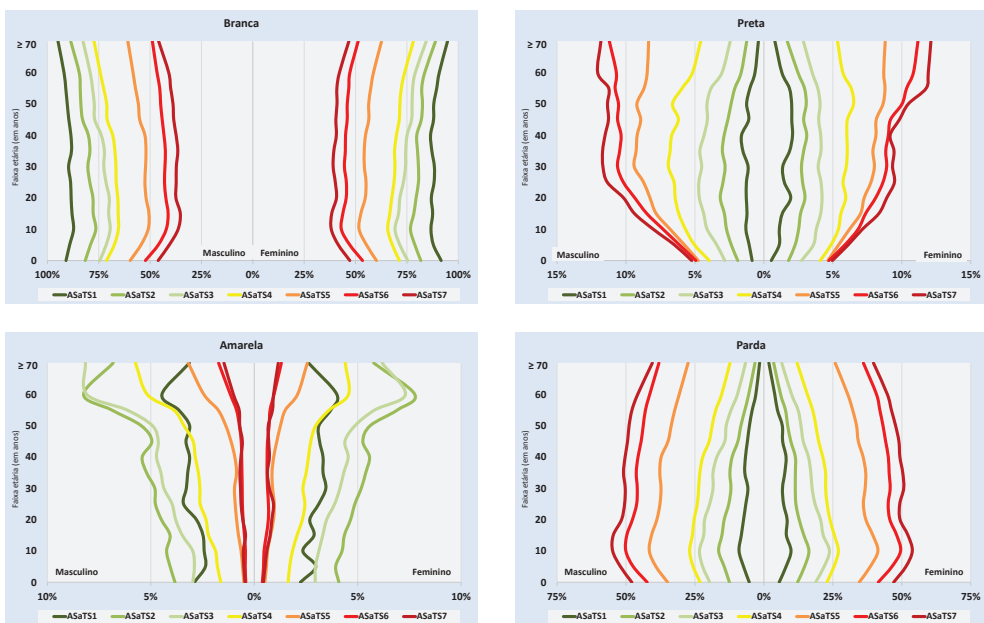 Branca
≥ 70
60
50
40
30
20
10
0
Faixa etária (em anos)
Masculino Feminino
100% 75% 50% 25% 0% 25% 50% 75% 100%
ASaTS1 ASaTS2 ASaTS3 ASaTS4 ASaTS5 ASaTS6 ASaTS7
Preta
≥ 70
60
50
40
30
20
10
0
Faixa etária (em anos)
Masculino Feminino
15% 10% 5% 0% 5% 10% 15%
ASaTS1 ASaTS2 ASaTS3 ASaTS4 ASaTS5 ASaTS6 ASaTS7
Amarela
≥ 70
60
50
40
30
20
10
0
Faixa etária (em anos)
Masculino Feminino
10% 5% 0% 5% 10%
ASaTS1 ASaTS2 ASaTS3 ASaTS4 ASaTS5 ASaTS6 ASaTS7
Parda
≥ 70
60
50
40
30
20
10
0
Faixa etária (em anos)
Masculino Feminino
75% 50% 25% 0% 25% 50% 75%
ASaTS1 ASaTS2 ASaTS3 ASaTS4 ASaTS5 ASaTS6 ASaTS7